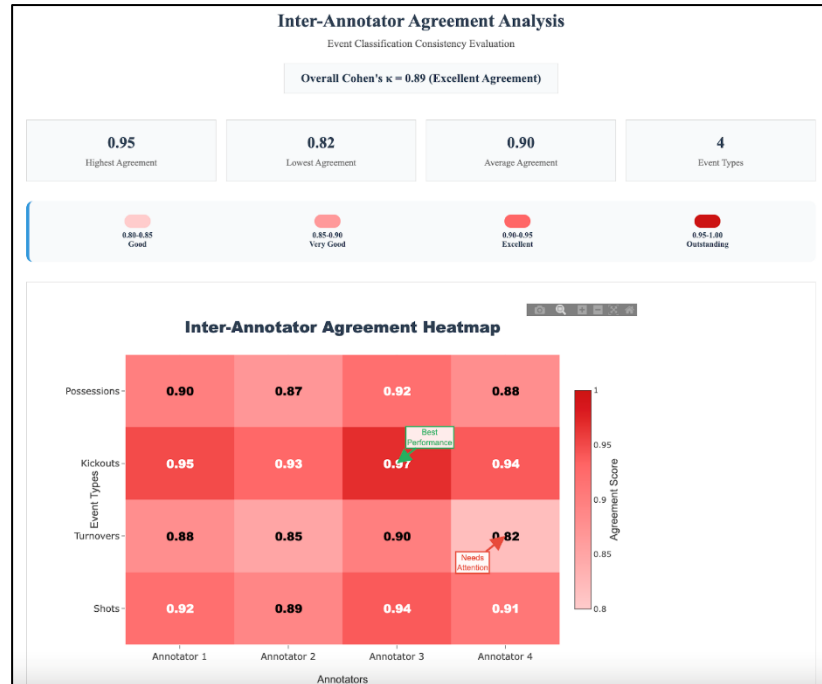 Inter-Annotator Agreement Analysis
Event Classification Consistency Evaluation
Overall Cohen's κ = 0.89 (Excellent Agreement)
0.95
Highest Agreement
0.82
Lowest Agreement
0.90
Average Agreement
4
Event Types
0.80-0.85
Good
0.85-0.90
Very Good
0.90-0.95
Excellent
0.95-1.00
Outstanding
Inter-Annotator Agreement Heatmap
Event Types
Possessions
0.90 0.87 0.92 0.88
Kickouts
0.95 0.93 0.97 0.94
Best
Performance
Turnovers
0.88 0.85 0.90 0.82
Needs
Attention
Shots
0.92 0.89 0.94 0.91
Annotator 1 Annotator 2 Annotator 3 Annotator 4
Annotators
1
0.95
0.9
0.85
0.8
Agreement Score